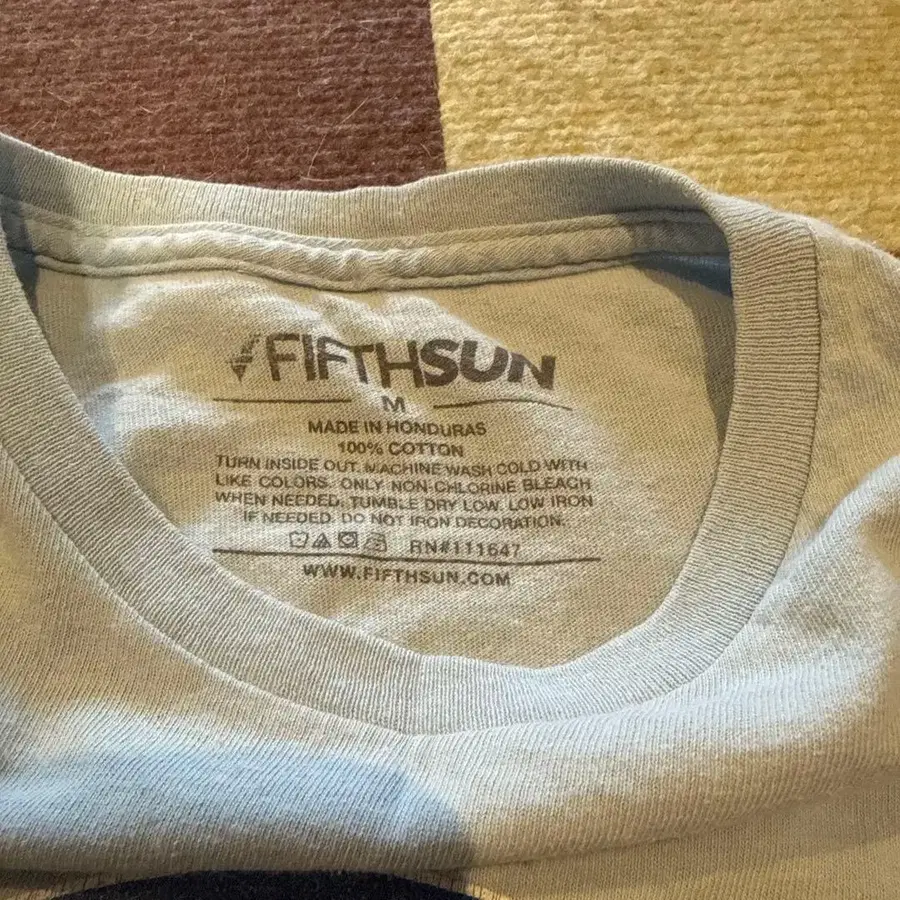 FIFTHSUN
M
MADE IN HONDURAS
100% COTTON
TURN INSIDE OUT. MACHINE WASH COLD WITH
LIKE COLORS. ONLY NON-CHLORINE BLEACH
WHEN NEEDED. TUMBLE DRY LOW. LOW IRON
IF NEEDED. DO NOT IRON DECORATION.
RN#111647
WWW.FIFTHSUN.COM